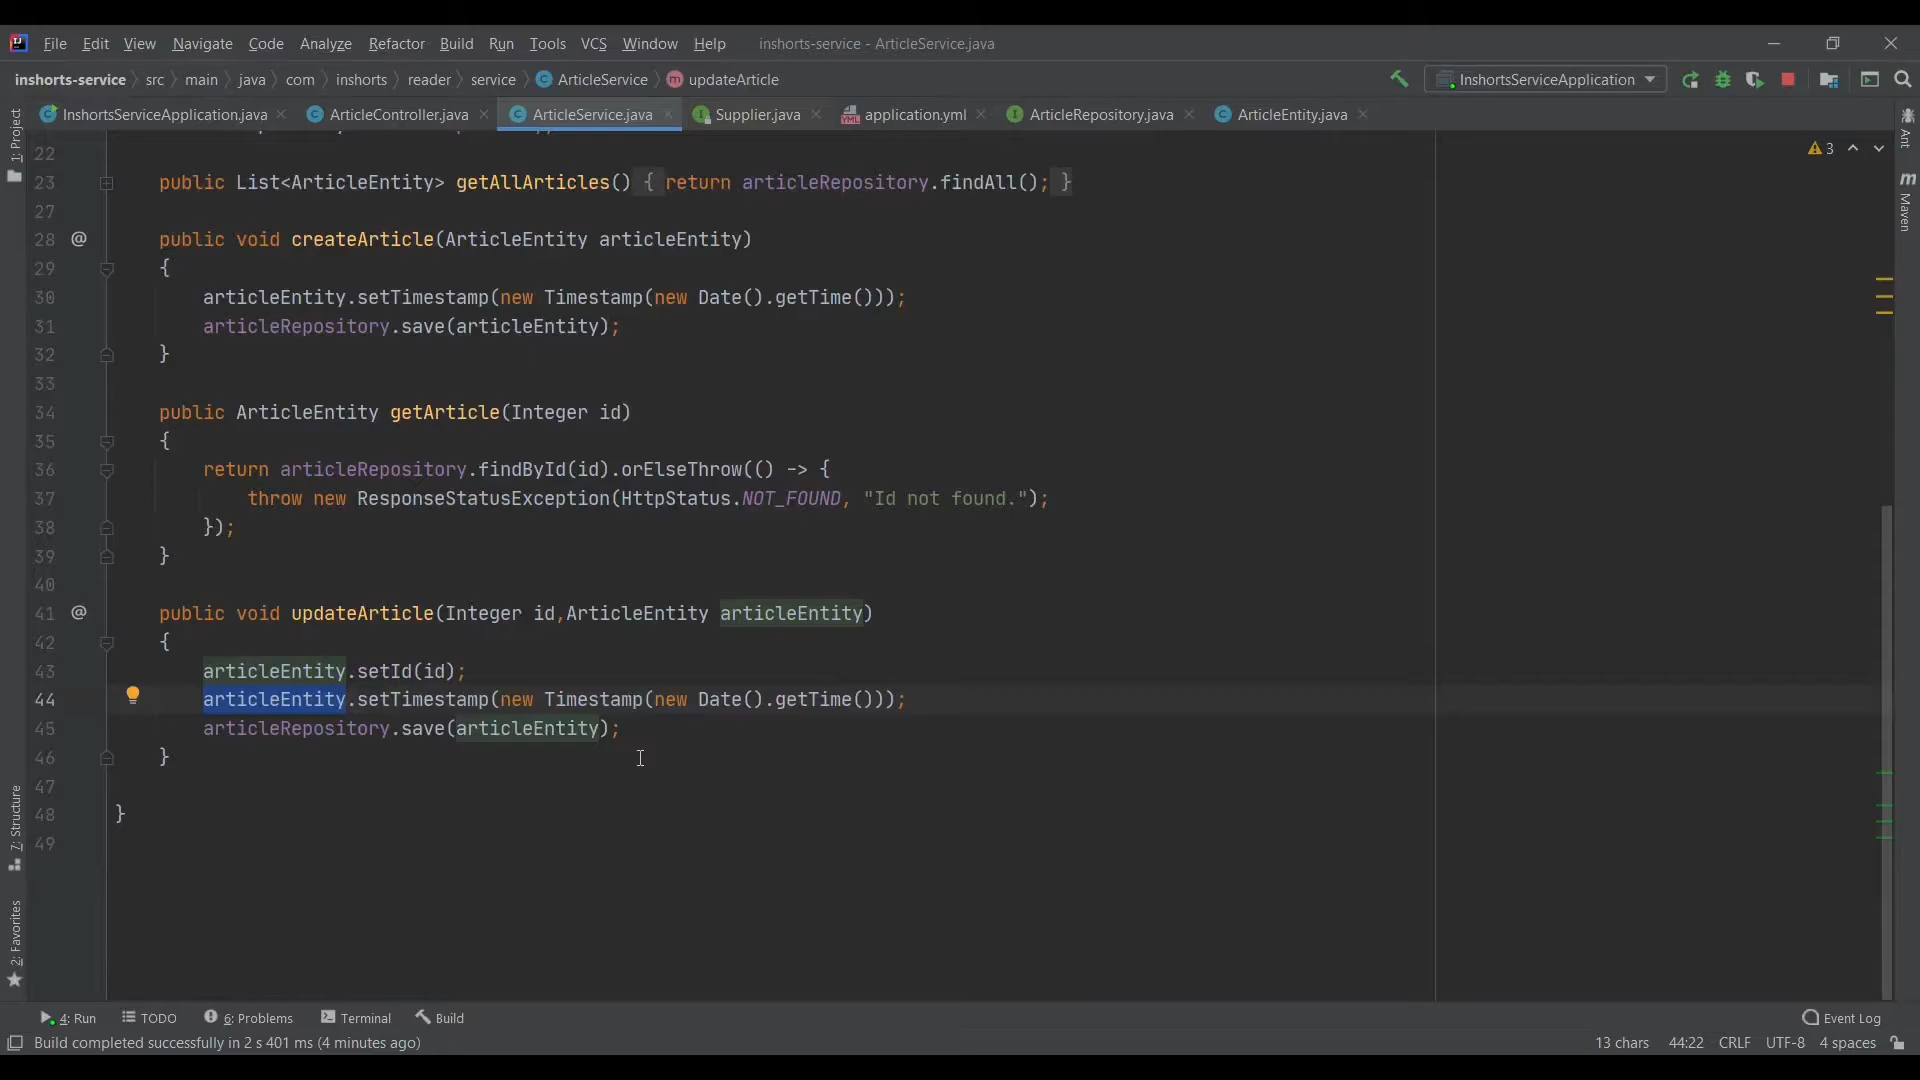 File Edit View Navigate Code Analyze Refactor Build Run Tools VCS Window Help inshorts-service - ArticleService.java
inshorts-service src main java com inshorts reader service ArticleService updateArticle InshortsServiceApplication
InshortsServiceApplication.java ArticleController.java ArticleService.java Supplier.java application.yml ArticleRepository.java ArticleEntity.java
1: Project
Ant
Maven
3
22
23 public List<ArticleEntity> getAllArticles() { return articleRepository.findAll(); }
27
28 @ public void createArticle(ArticleEntity articleEntity)
29 {
30 articleEntity.setTimestamp(new Timestamp(new Date().getTime()));
31 articleRepository.save(articleEntity);
32 }
33
34 public ArticleEntity getArticle(Integer id)
35 {
36 return articleRepository.findById(id).orElseThrow(() -> {
37 throw new ResponseStatusException(HttpStatus.NOT_FOUND, "Id not found.");
38 });
39 }
40
41 @ public void updateArticle(Integer id,ArticleEntity articleEntity)
42 {
43 articleEntity.setId(id);
44 articleEntity.setTimestamp(new Timestamp(new Date().getTime()));
45 articleRepository.save(articleEntity);
46 }
47
48 }
49
7: Structure
2: Favorites
4: Run TODO 6: Problems Terminal Build Event Log
Build completed successfully in 2 s 401 ms (4 minutes ago) 13 chars 44:22 CRLF UTF-8 4 spaces